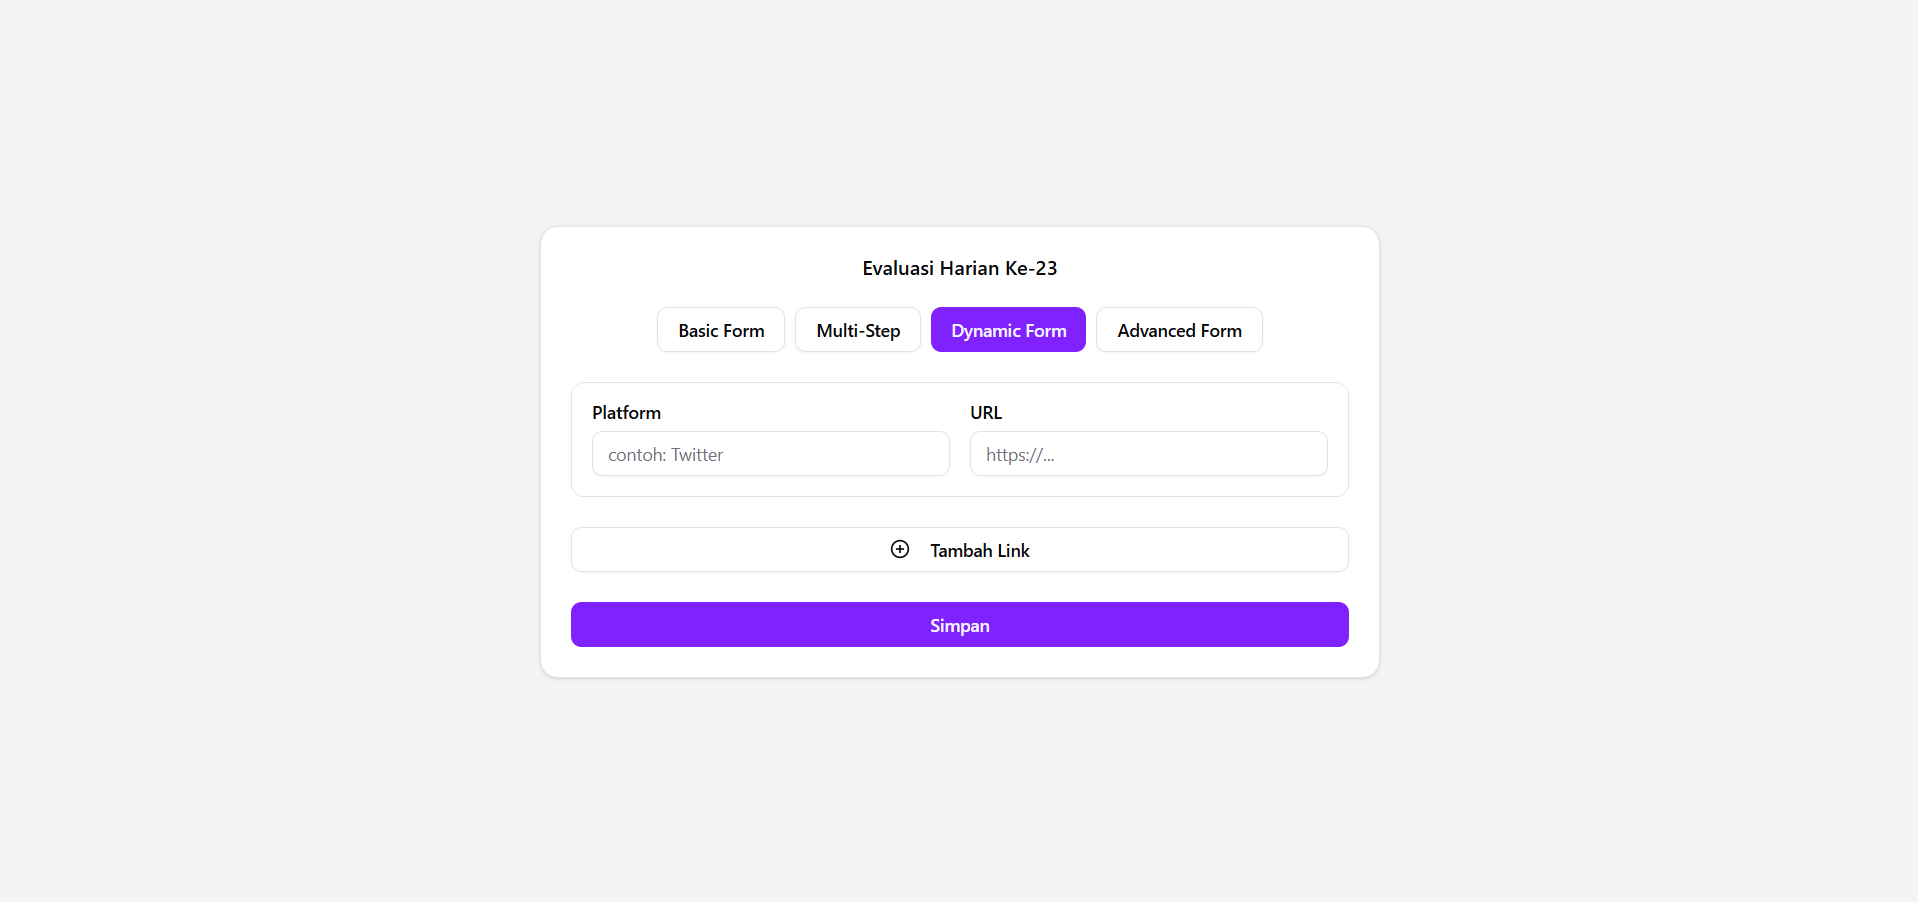 Evaluasi Harian Ke-23
Basic Form
Multi-Step
Dynamic Form
Advanced Form
Platform
URL
contoh: Twitter
https://...
Tambah Link
Simpan